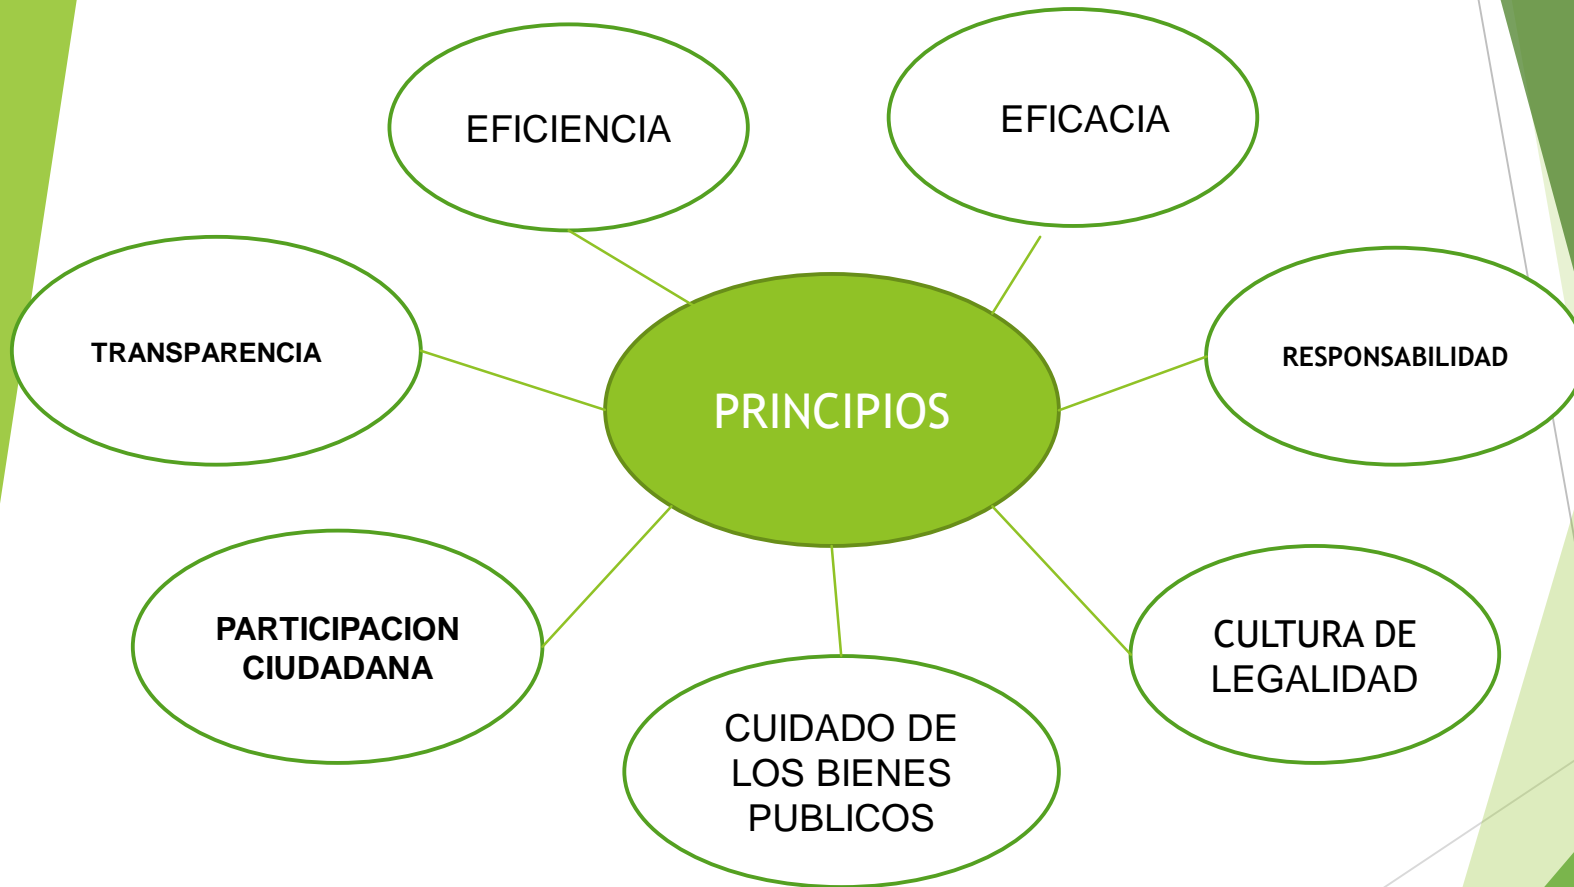 EFICIENCIA
EFICACIA
TRANSPARENCIA
RESPONSABILIDAD
PRINCIPIOS
PARTICIPACION
CIUDADANA
CULTURA DE
LEGALIDAD
CUIDADO DE
LOS BIENES
PUBLICOS